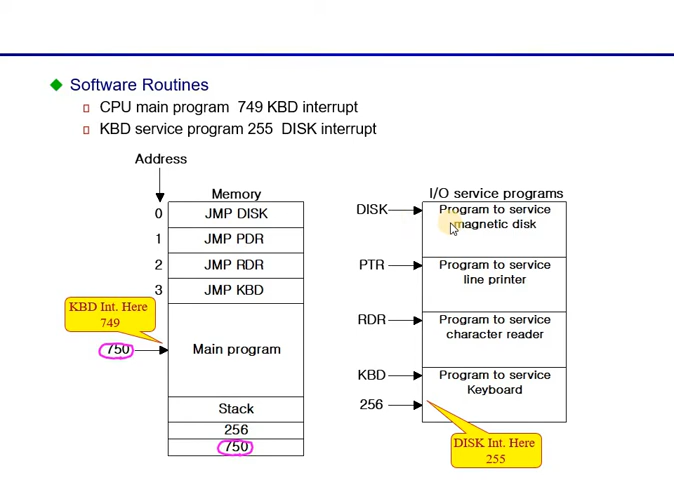 Software Routines
CPU main program 749 KBD interrupt
KBD service program 255 DISK interrupt
Address
Memory
0 JMP DISK
1 JMP PDR
2 JMP RDR
3 JMP KBD
KBD Int. Here
749
750
Main program
Stack
256
750
I/O service programs
DISK
Program to service
magnetic disk
PTR
Program to service
line printer
RDR
Program to service
character reader
KBD
Program to service
Keyboard
256
DISK Int. Here
255